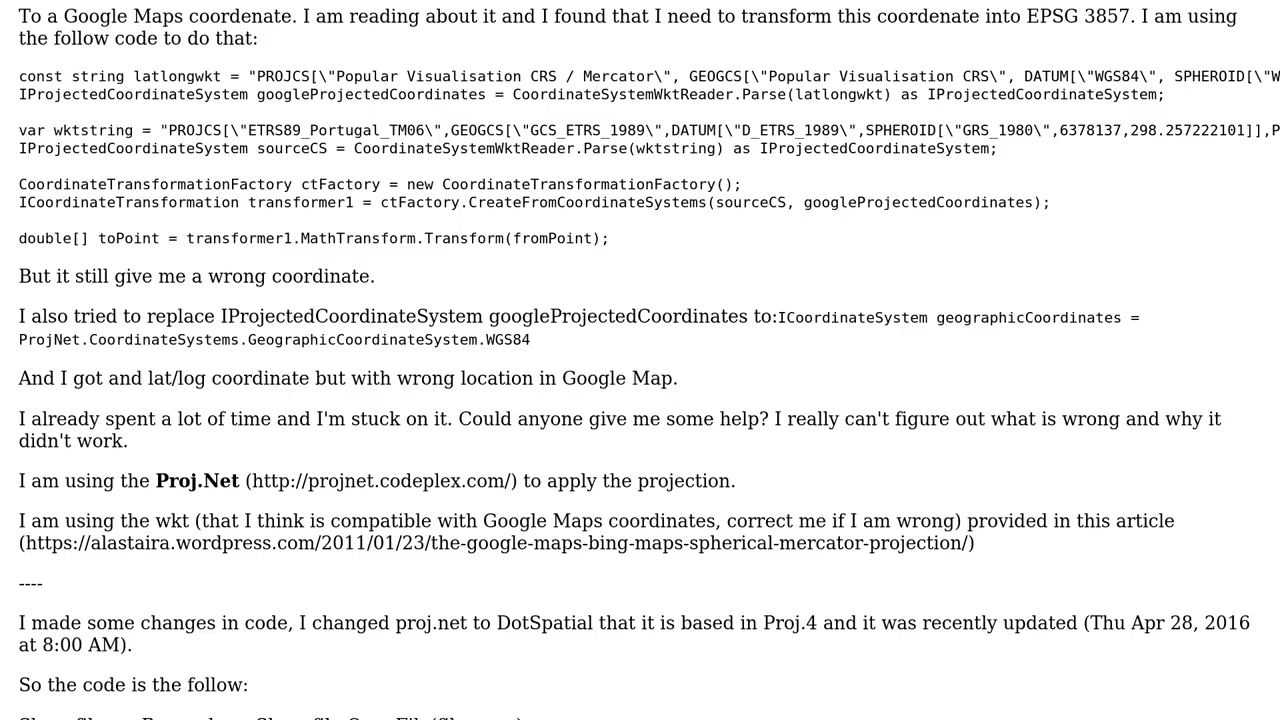 To a Google Maps coordenate. I am reading about it and I found that I need to transform this coordenate into EPSG 3857. I am using
the follow code to do that:
const string latlongwkt = "PROJCS[\"Popular Visualisation CRS / Mercator\", GEOGCS[\"Popular Visualisation CRS\", DATUM[\"WGS84\", SPHEROID[\"W
IProjectedCoordinateSystem googleProjectedCoordinates = CoordinateSystemWktReader.Parse(latlongwkt) as IProjectedCoordinateSystem;
var wktstring = "PROJCS[\"ETRS89_Portugal_TM06\",GEOGCS[\"GCS_ETRS_1989\",DATUM[\"D_ETRS_1989\",SPHEROID[\"GRS_1980\",6378137,298.257222101]],P
IProjectedCoordinateSystem sourceCS = CoordinateSystemWktReader.Parse(wktstring) as IProjectedCoordinateSystem;
CoordinateTransformationFactory ctFactory = new CoordinateTransformationFactory();
ICoordinateTransformation transformer1 = ctFactory.CreateFromCoordinateSystems(sourceCS, googleProjectedCoordinates);
double[] toPoint = transformer1.MathTransform.Transform(fromPoint);
But it still give me a wrong coordinate.
I also tried to replace IProjectedCoordinateSystem googleProjectedCoordinates to:ICoordinateSystem geographicCoordinates =
ProjNet.CoordinateSystems.GeographicCoordinateSystem.WGS84
And I got and lat/log coordinate but with wrong location in Google Map.
I already spent a lot of time and I'm stuck on it. Could anyone give me some help? I really can't figure out what is wrong and why it
didn't work.
I am using the Proj.Net (http://projnet.codeplex.com/) to apply the projection.
I am using the wkt (that I think is compatible with Google Maps coordinates, correct me if I am wrong) provided in this article
(https://alastaira.wordpress.com/2011/01/23/the-google-maps-bing-maps-spherical-mercator-projection/)
----
I made some changes in code, I changed proj.net to DotSpatial that it is based in Proj.4 and it was recently updated (Thu Apr 28, 2016
at 8:00 AM).
So the code is the following: